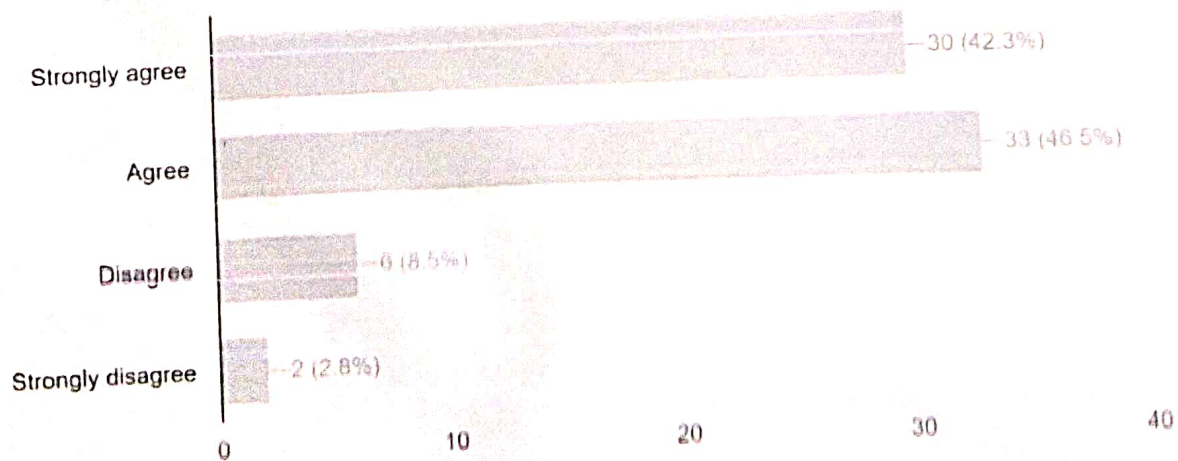 Strongly agree
30 (42.3%)
Agree
33 (46.5%)
Disagree
6 (8.5%)
Strongly disagree
2 (2.8%)
0 10 20 30 40